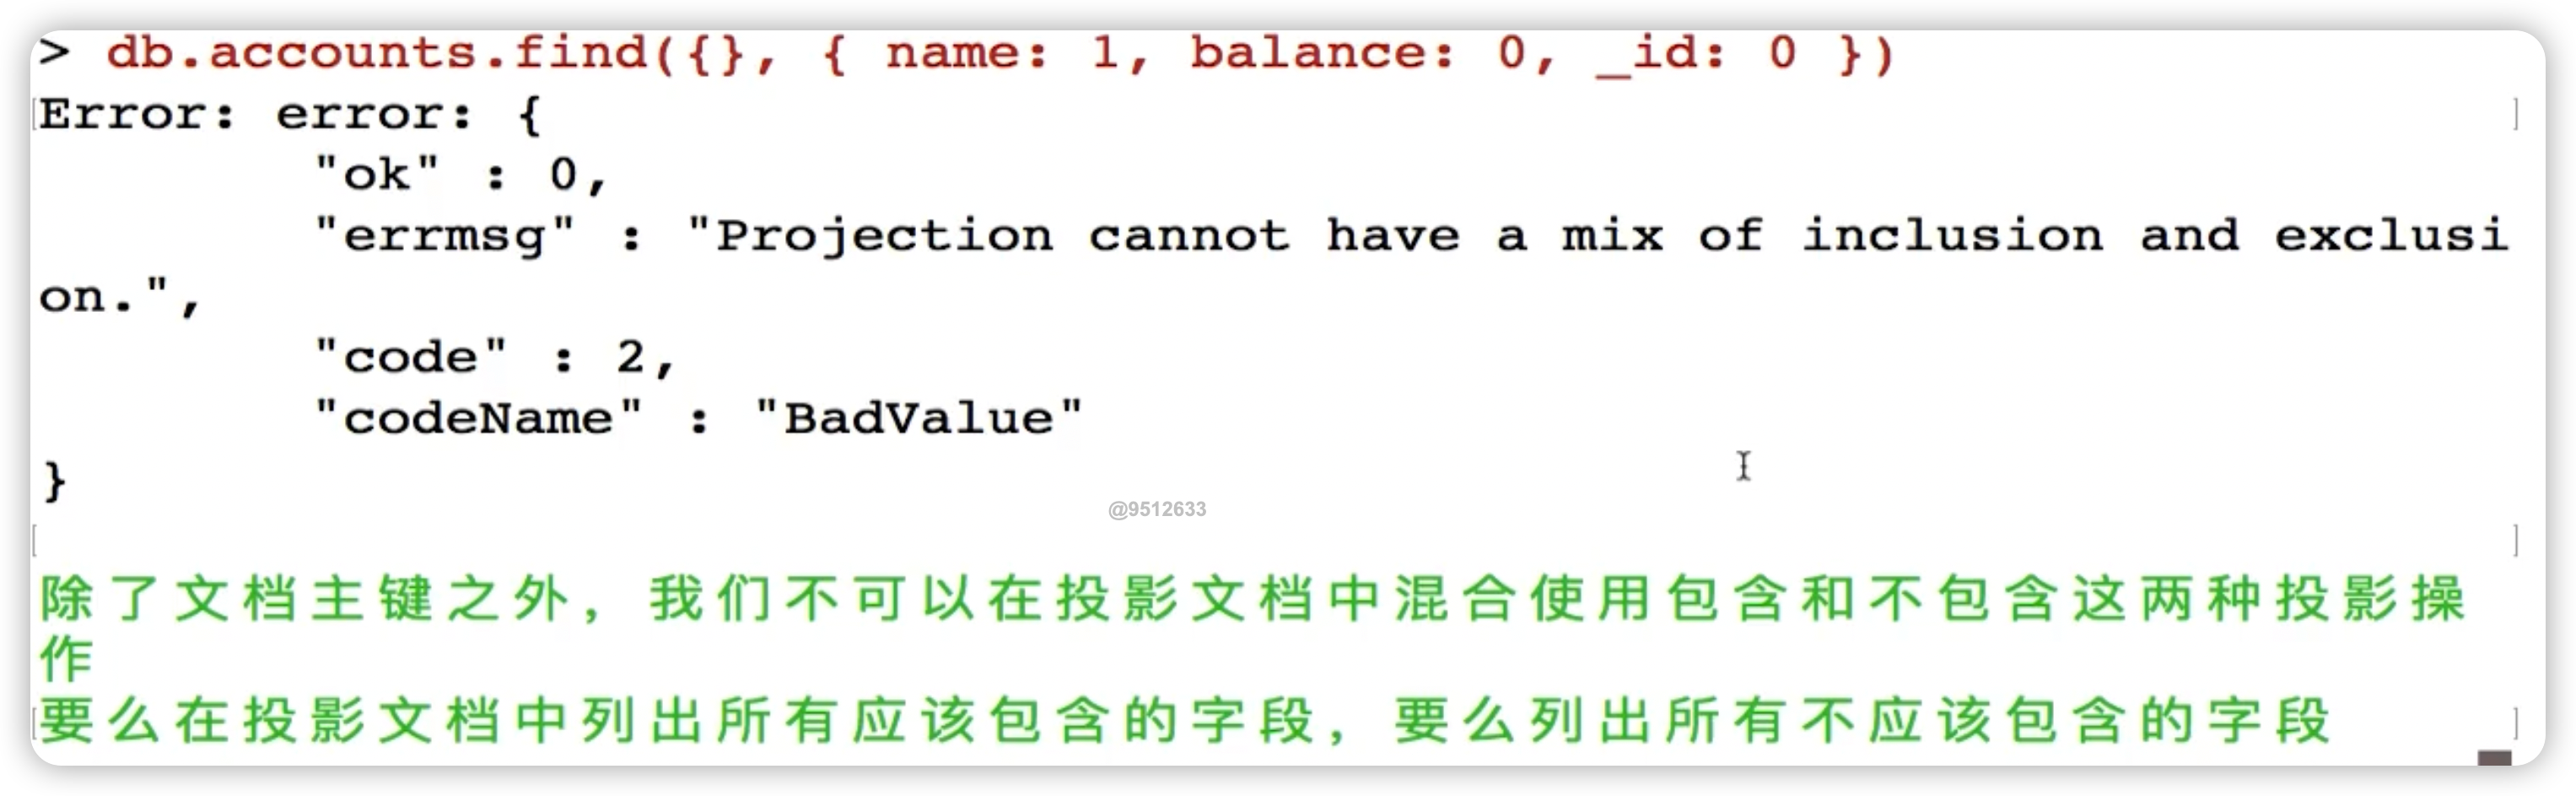 > db.accounts.find({}, { name: 1, balance: 0, _id: 0 })
[Error: error: { ]
"ok" : 0,
"errmsg" : "Projection cannot have a mix of inclusion and exclusi
on.",
"code" : 2,
"codeName" : "BadValue"
}
@9512633
[ ]
除了文档主键之外，我们不可以在投影文档中混合使用包含和不包含这两种投影操
作
[要么在投影文档中列出所有应该包含的字段，要么列出所有不应该包含的字段 ]